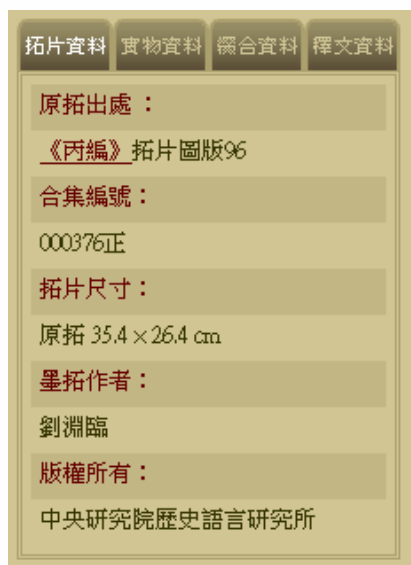 拓片資料 實物資料 綴合資料 釋文資料
原拓出處：
《丙編》拓片圖版96
合集編號：
000376正
拓片尺寸：
原拓 35.4 × 26.4 cm
墨拓作者：
劉淵臨
版權所有：
中央研究院歷史語言研究所